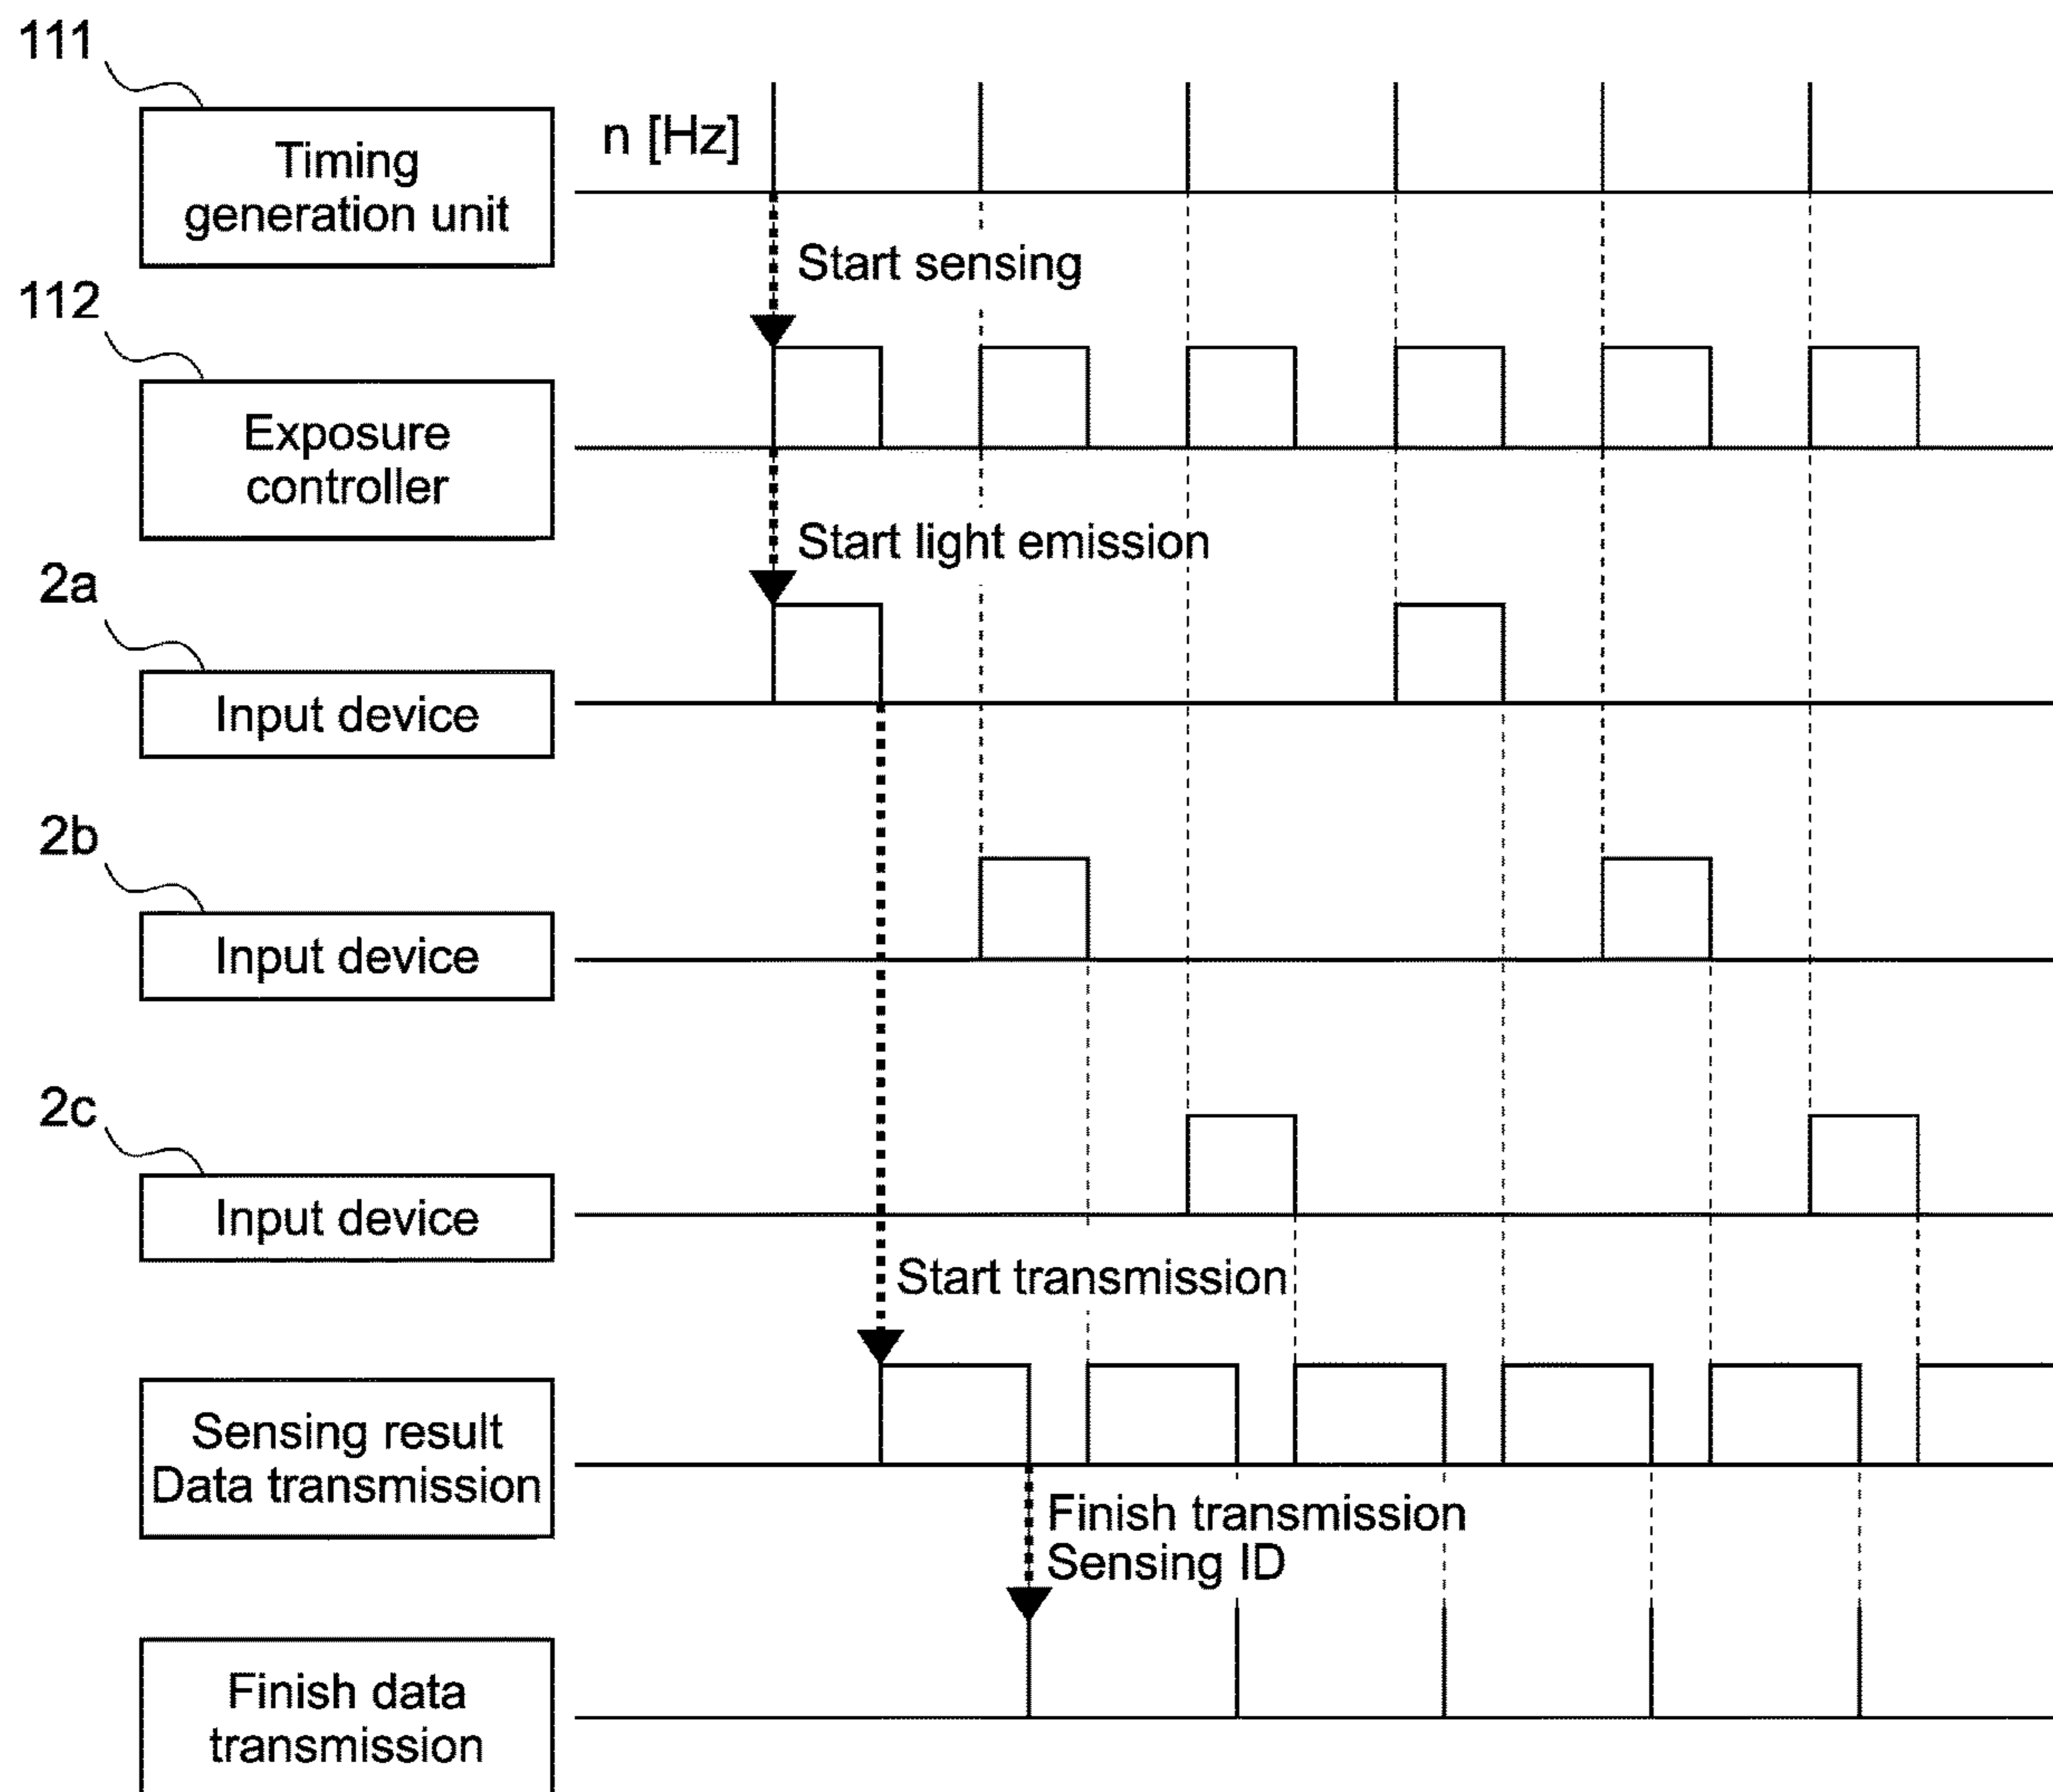 111
Timing
generation unit
n [Hz]
Start sensing
112
Exposure
controller
Start light emission
2a
Input device
2b
Input device
2c
Input device
Start transmission
Sensing result
Data transmission
Finish transmission
Sensing ID
Finish data
transmission